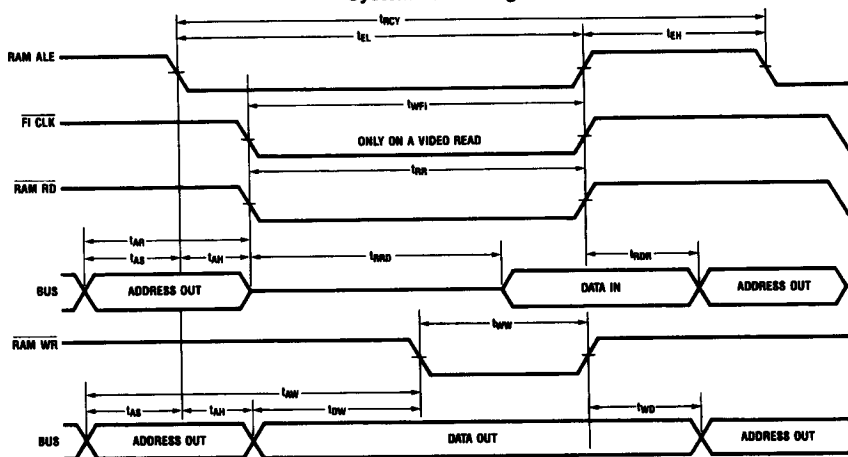 tRCY
tEL tEH
RAM ALE
tWFI
FI CLK ONLY ON A VIDEO READ
tRR
RAM RD
tAR
tAS tAH tRRD tRDR
BUS ADDRESS OUT DATA IN ADDRESS OUT
tWW
RAM WR
tAW
tAS tAH tDW tWD
BUS ADDRESS OUT DATA OUT ADDRESS OUT